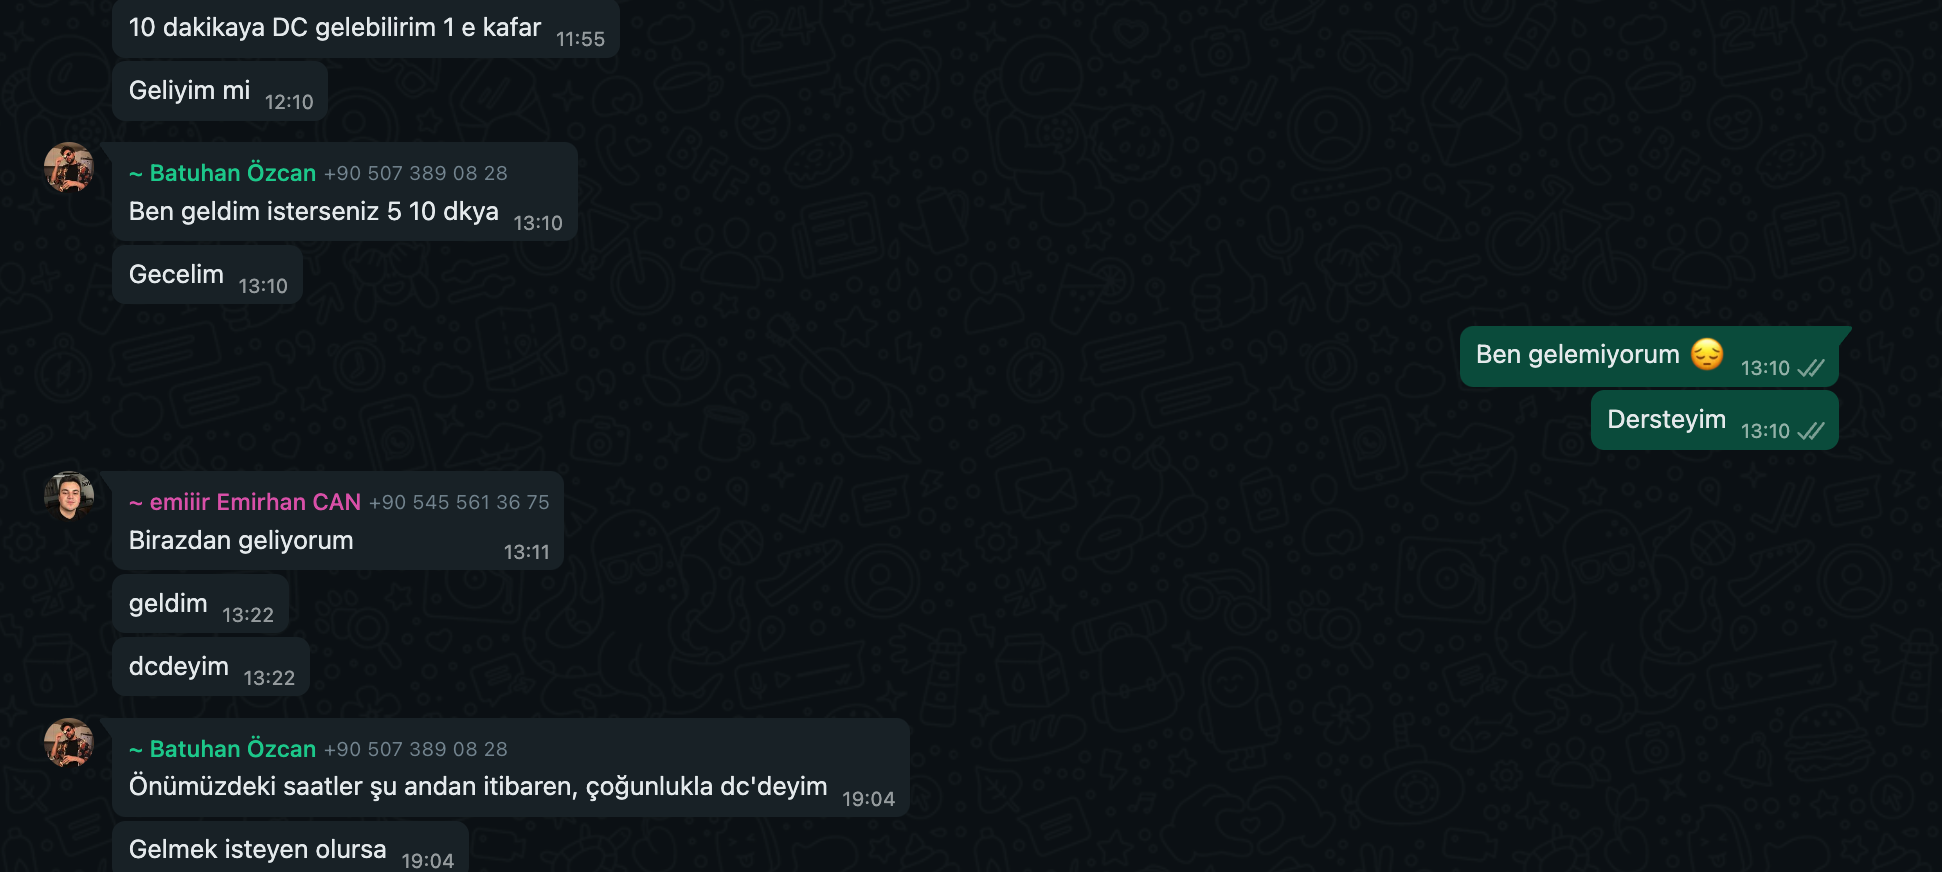 10 dakikaya DC gelebilirim 1 e kafar 11:55
Geliyim mi 12:10
~ Batuhan Özcan +90 507 389 08 28
Ben geldim isterseniz 5 10 dkya 13:10
Gecelim 13:10
Ben gelemiyorum 😔 13:10
Dersteyim 13:10
~ emiiir Emirhan CAN +90 545 561 36 75
Birazdan geliyorum 13:11
geldim 13:22
dcdeyim 13:22
~ Batuhan Özcan +90 507 389 08 28
Önümüzdeki saatler şu andan itibaren, çoğunlukla dc'deyim 19:04
Gelmek isteyen olursa 19:04